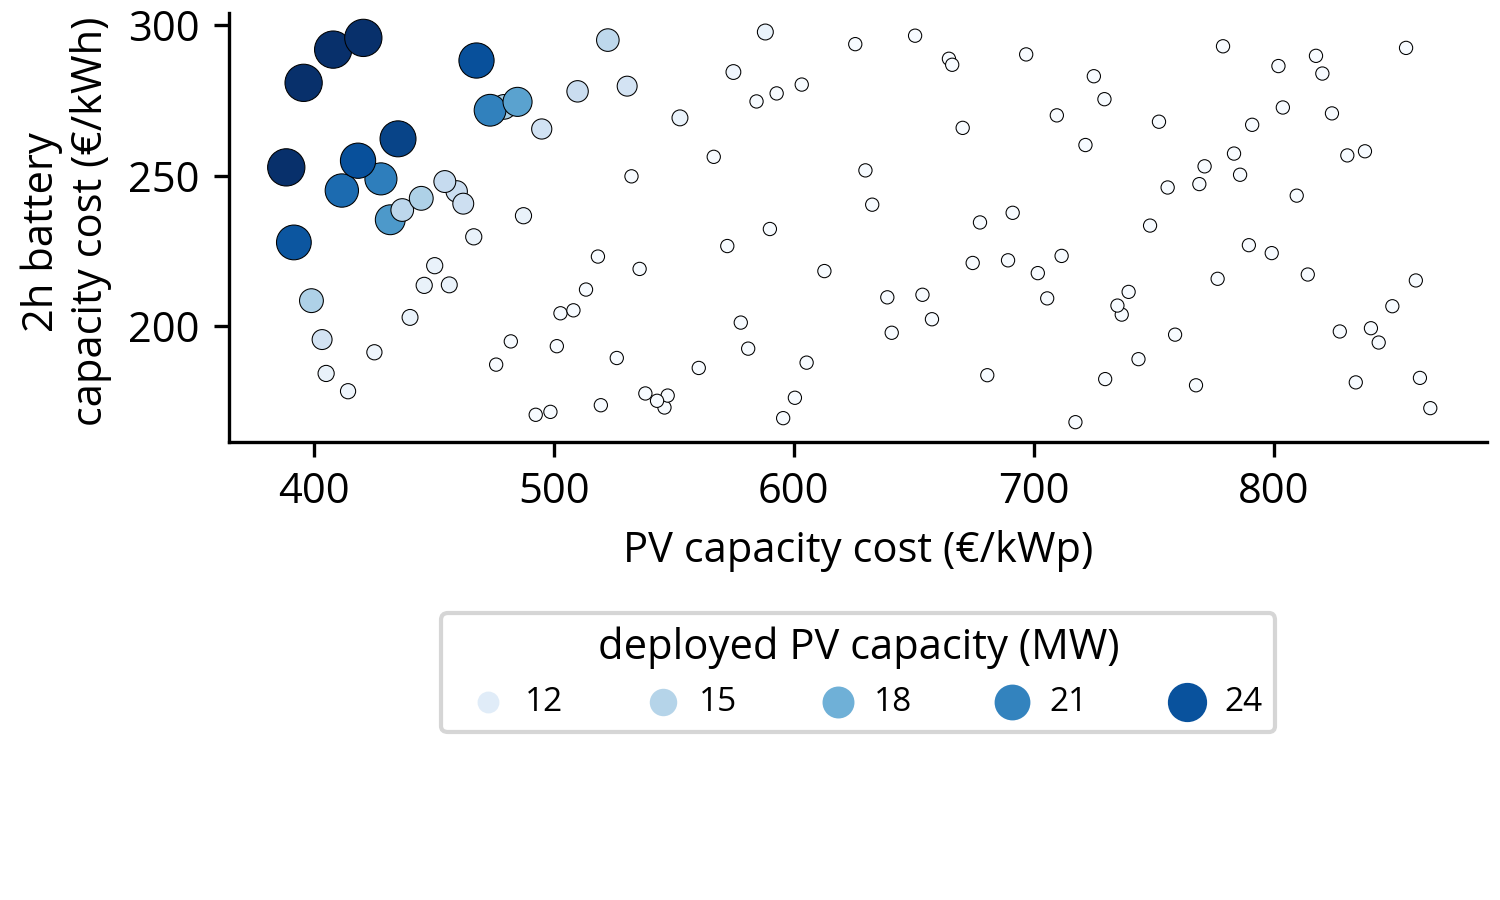 2h battery
capacity cost (€/kWh)
300
250
200
400 500 600 700 800
PV capacity cost (€/kWp)
deployed PV capacity (MW)
12 15 18 21 24